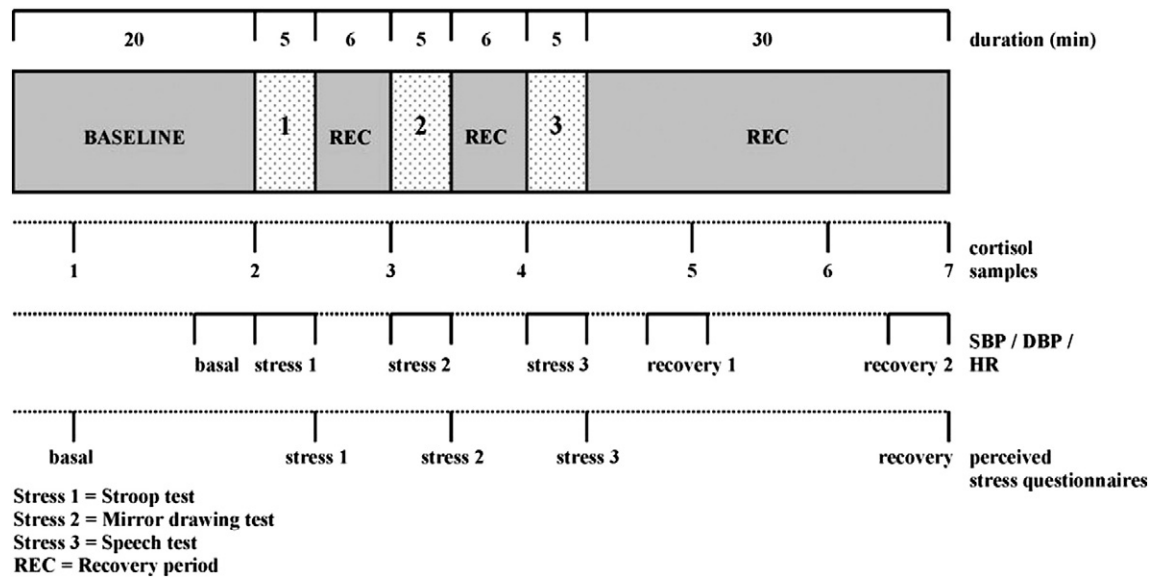 20 5 6 5 6 5 30 duration (min)
BASELINE 1 REC 2 REC 3 REC
1 2 3 4 5 6 7 cortisol
samples
basal stress 1 stress 2 stress 3 recovery 1 recovery 2 SBP / DBP /
HR
basal stress 1 stress 2 stress 3 recovery perceived
stress questionnaires
Stress 1 = Stroop test
Stress 2 = Mirror drawing test
Stress 3 = Speech test
REC = Recovery period